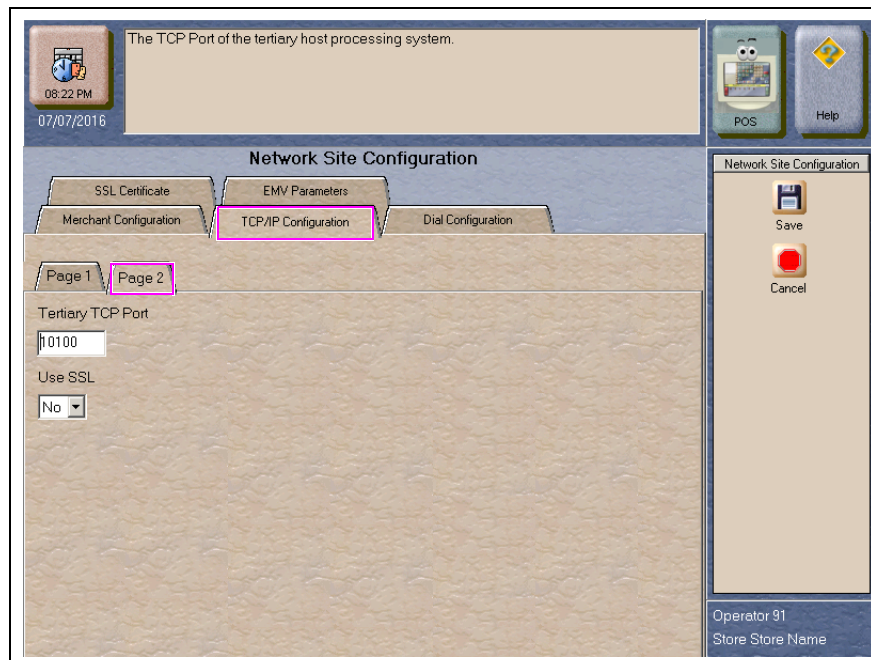 The TCP Port of the tertiary host processing system.
08:22 PM
07/07/2016
POS
Help
Network Site Configuration
SSL Certificate
EMV Parameters
Merchant Configuration
TCP/IP Configuration
Dial Configuration
Page 1
Page 2
Tertiary TCP Port
10100
Use SSL
No
Network Site Configuration
Save
Cancel
Operator 91
Store Store Name